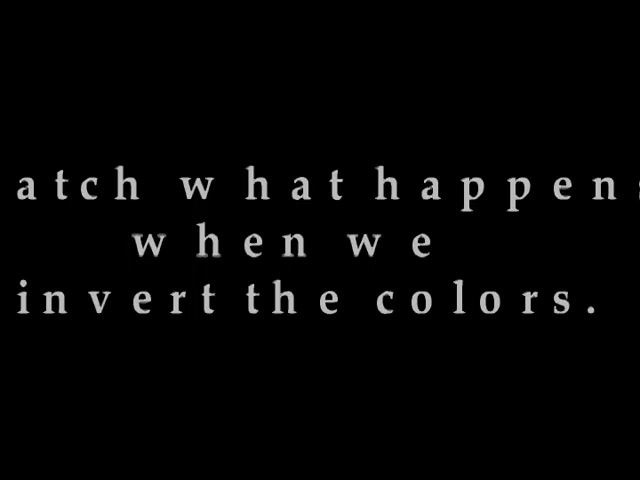 atch what happens
when we
invert the colors.